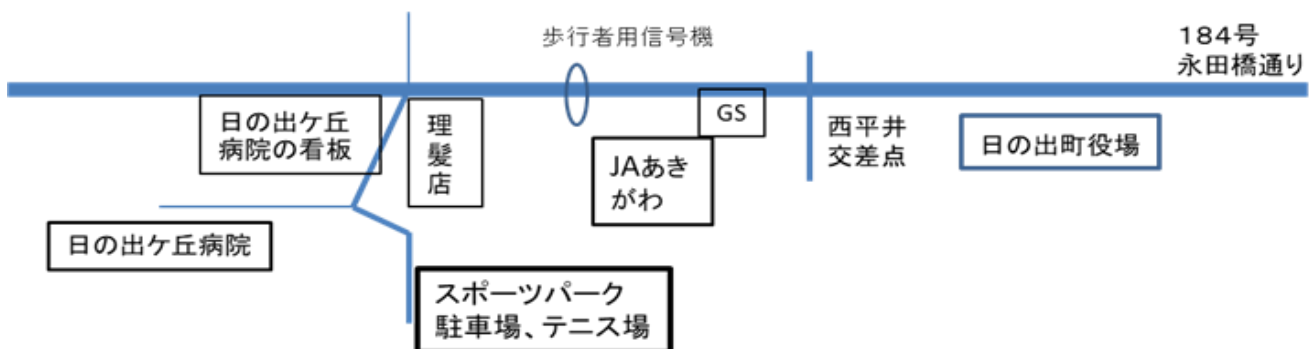 歩行者用信号機
184号
永田橋通り
日の出ケ丘
病院の看板
理
髪
店
GS
JAあき
がわ
西平井
交差点
日の出町役場
日の出ケ丘病院
スポーツパーク
駐車場、テニス場